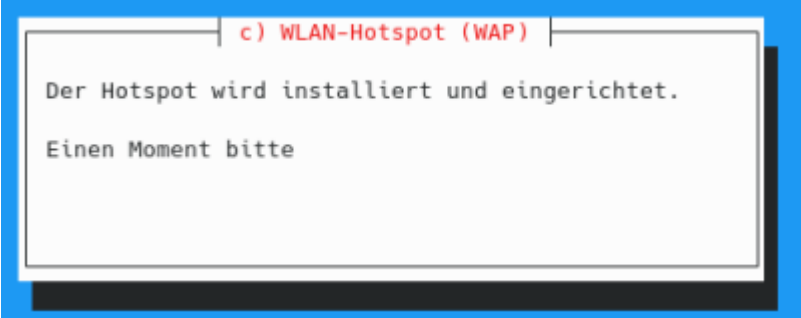 c) WLAN-Hotspot (WAP)
Der Hotspot wird installiert und eingerichtet.
Einen Moment bitte